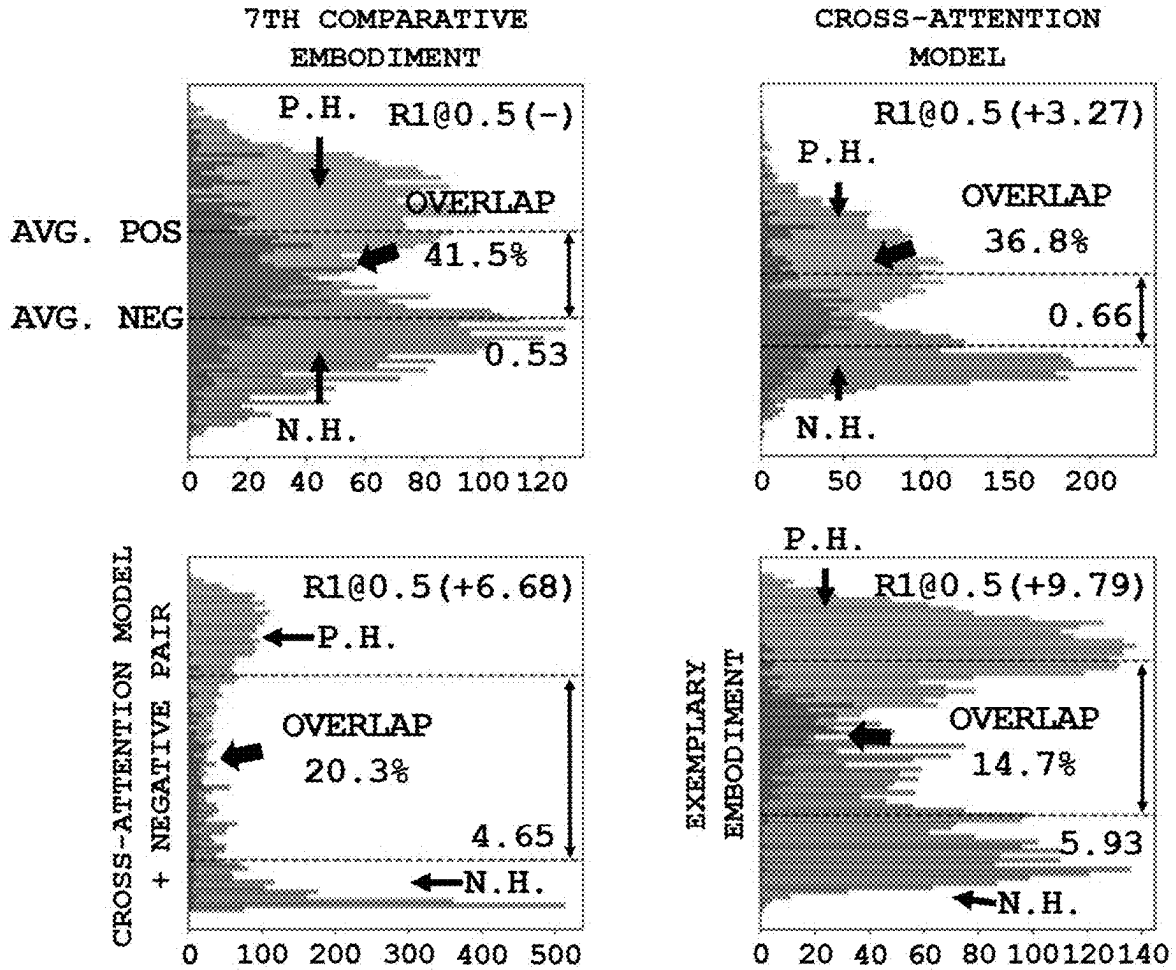 7TH COMPARATIVE
EMBODIMENT
P.H.
R1@0.5(-)
OVERLAP
AVG. POS
41.5%
AVG. NEG
0.53
N.H.
0 20 40 60 80 100 120
CROSS-ATTENTION
MODEL
R1@0.5(+3.27)
P.H.
OVERLAP
36.8%
0.66
N.H.
0 50 100 150 200
CROSS-ATTENTION MODEL
+ NEGATIVE PAIR
R1@0.5(+6.68)
P.H.
OVERLAP
20.3%
4.65
N.H.
0 100 200 300 400 500
EXEMPLARY
EMBODIMENT
P.H.
R1@0.5(+9.79)
OVERLAP
14.7%
5.93
N.H.
0 20 40 60 80 100 120 140